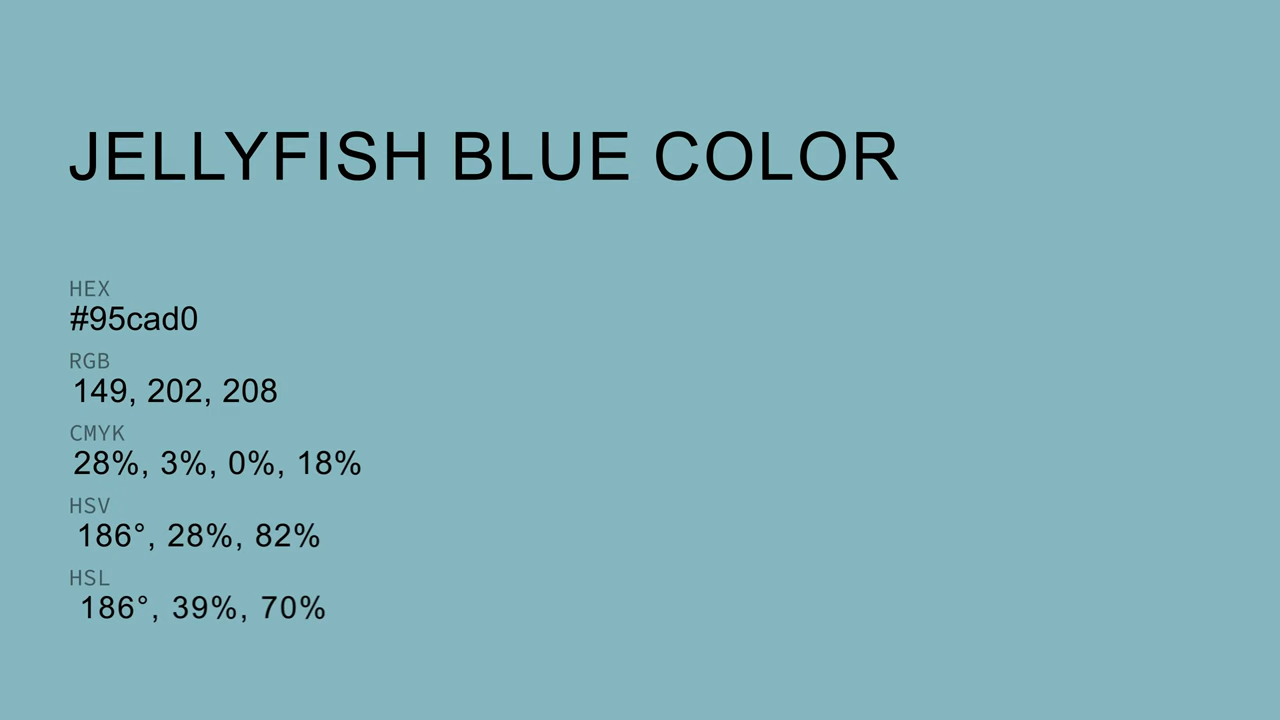 JELLYFISH BLUE COLOR
HEX
#95cad0
RGB
149, 202, 208
CMYK
28%, 3%, 0%, 18%
HSV
186°, 28%, 82%
HSL
186°, 39%, 70%